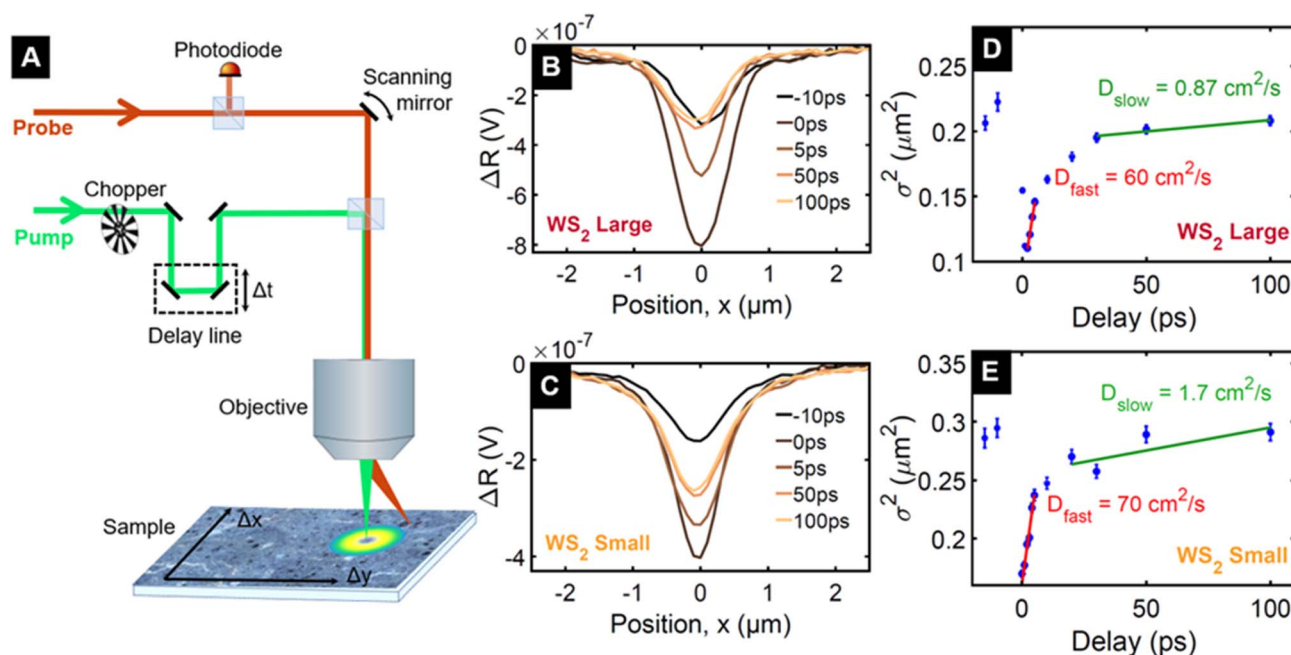 A
Photodiode
Scanning
mirror
Probe
Chopper
Pump
Δt
Delay line
Objective
Sample
Δx
Δy
×10⁻⁷
B
0
-2
-4
-6
-8
ΔR (V)
-10ps
0ps
5ps
50ps
100ps
WS₂ Large
-2 -1 0 1 2
Position, x (μm)
×10⁻⁷
C
0
-2
-4
ΔR (V)
-10ps
0ps
5ps
50ps
100ps
WS₂ Small
-2 -1 0 1 2
Position, x (μm)
D
0.25
0.2
0.15
0.1
σ² (μm²)
D_slow = 0.87 cm²/s
D_fast = 60 cm²/s
WS₂ Large
0 50 100
Delay (ps)
E
0.35
0.3
0.25
0.2
σ² (μm²)
D_slow = 1.7 cm²/s
D_fast = 70 cm²/s
WS₂ Small
0 50 100
Delay (ps)